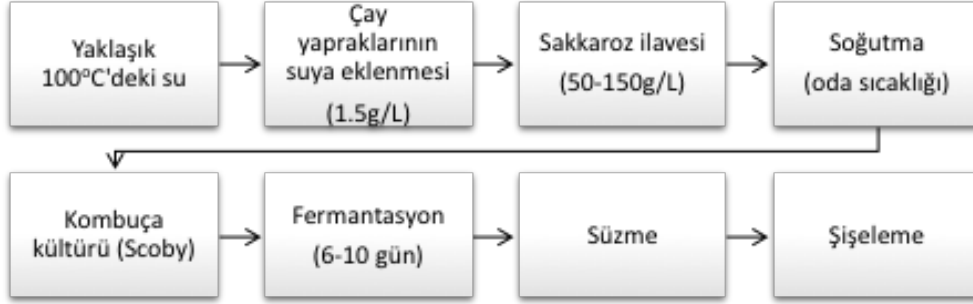 Yaklaşık
100°C'deki su
Çay
yapraklarının
suya eklenmesi
(1.5g/L)
Sakkaroz ilavesi
(50-150g/L)
Soğutma
(oda sıcaklığı)
Kombuça
kültürü (Scoby)
Fermantasyon
(6-10 gün)
Süzme
Şişeleme